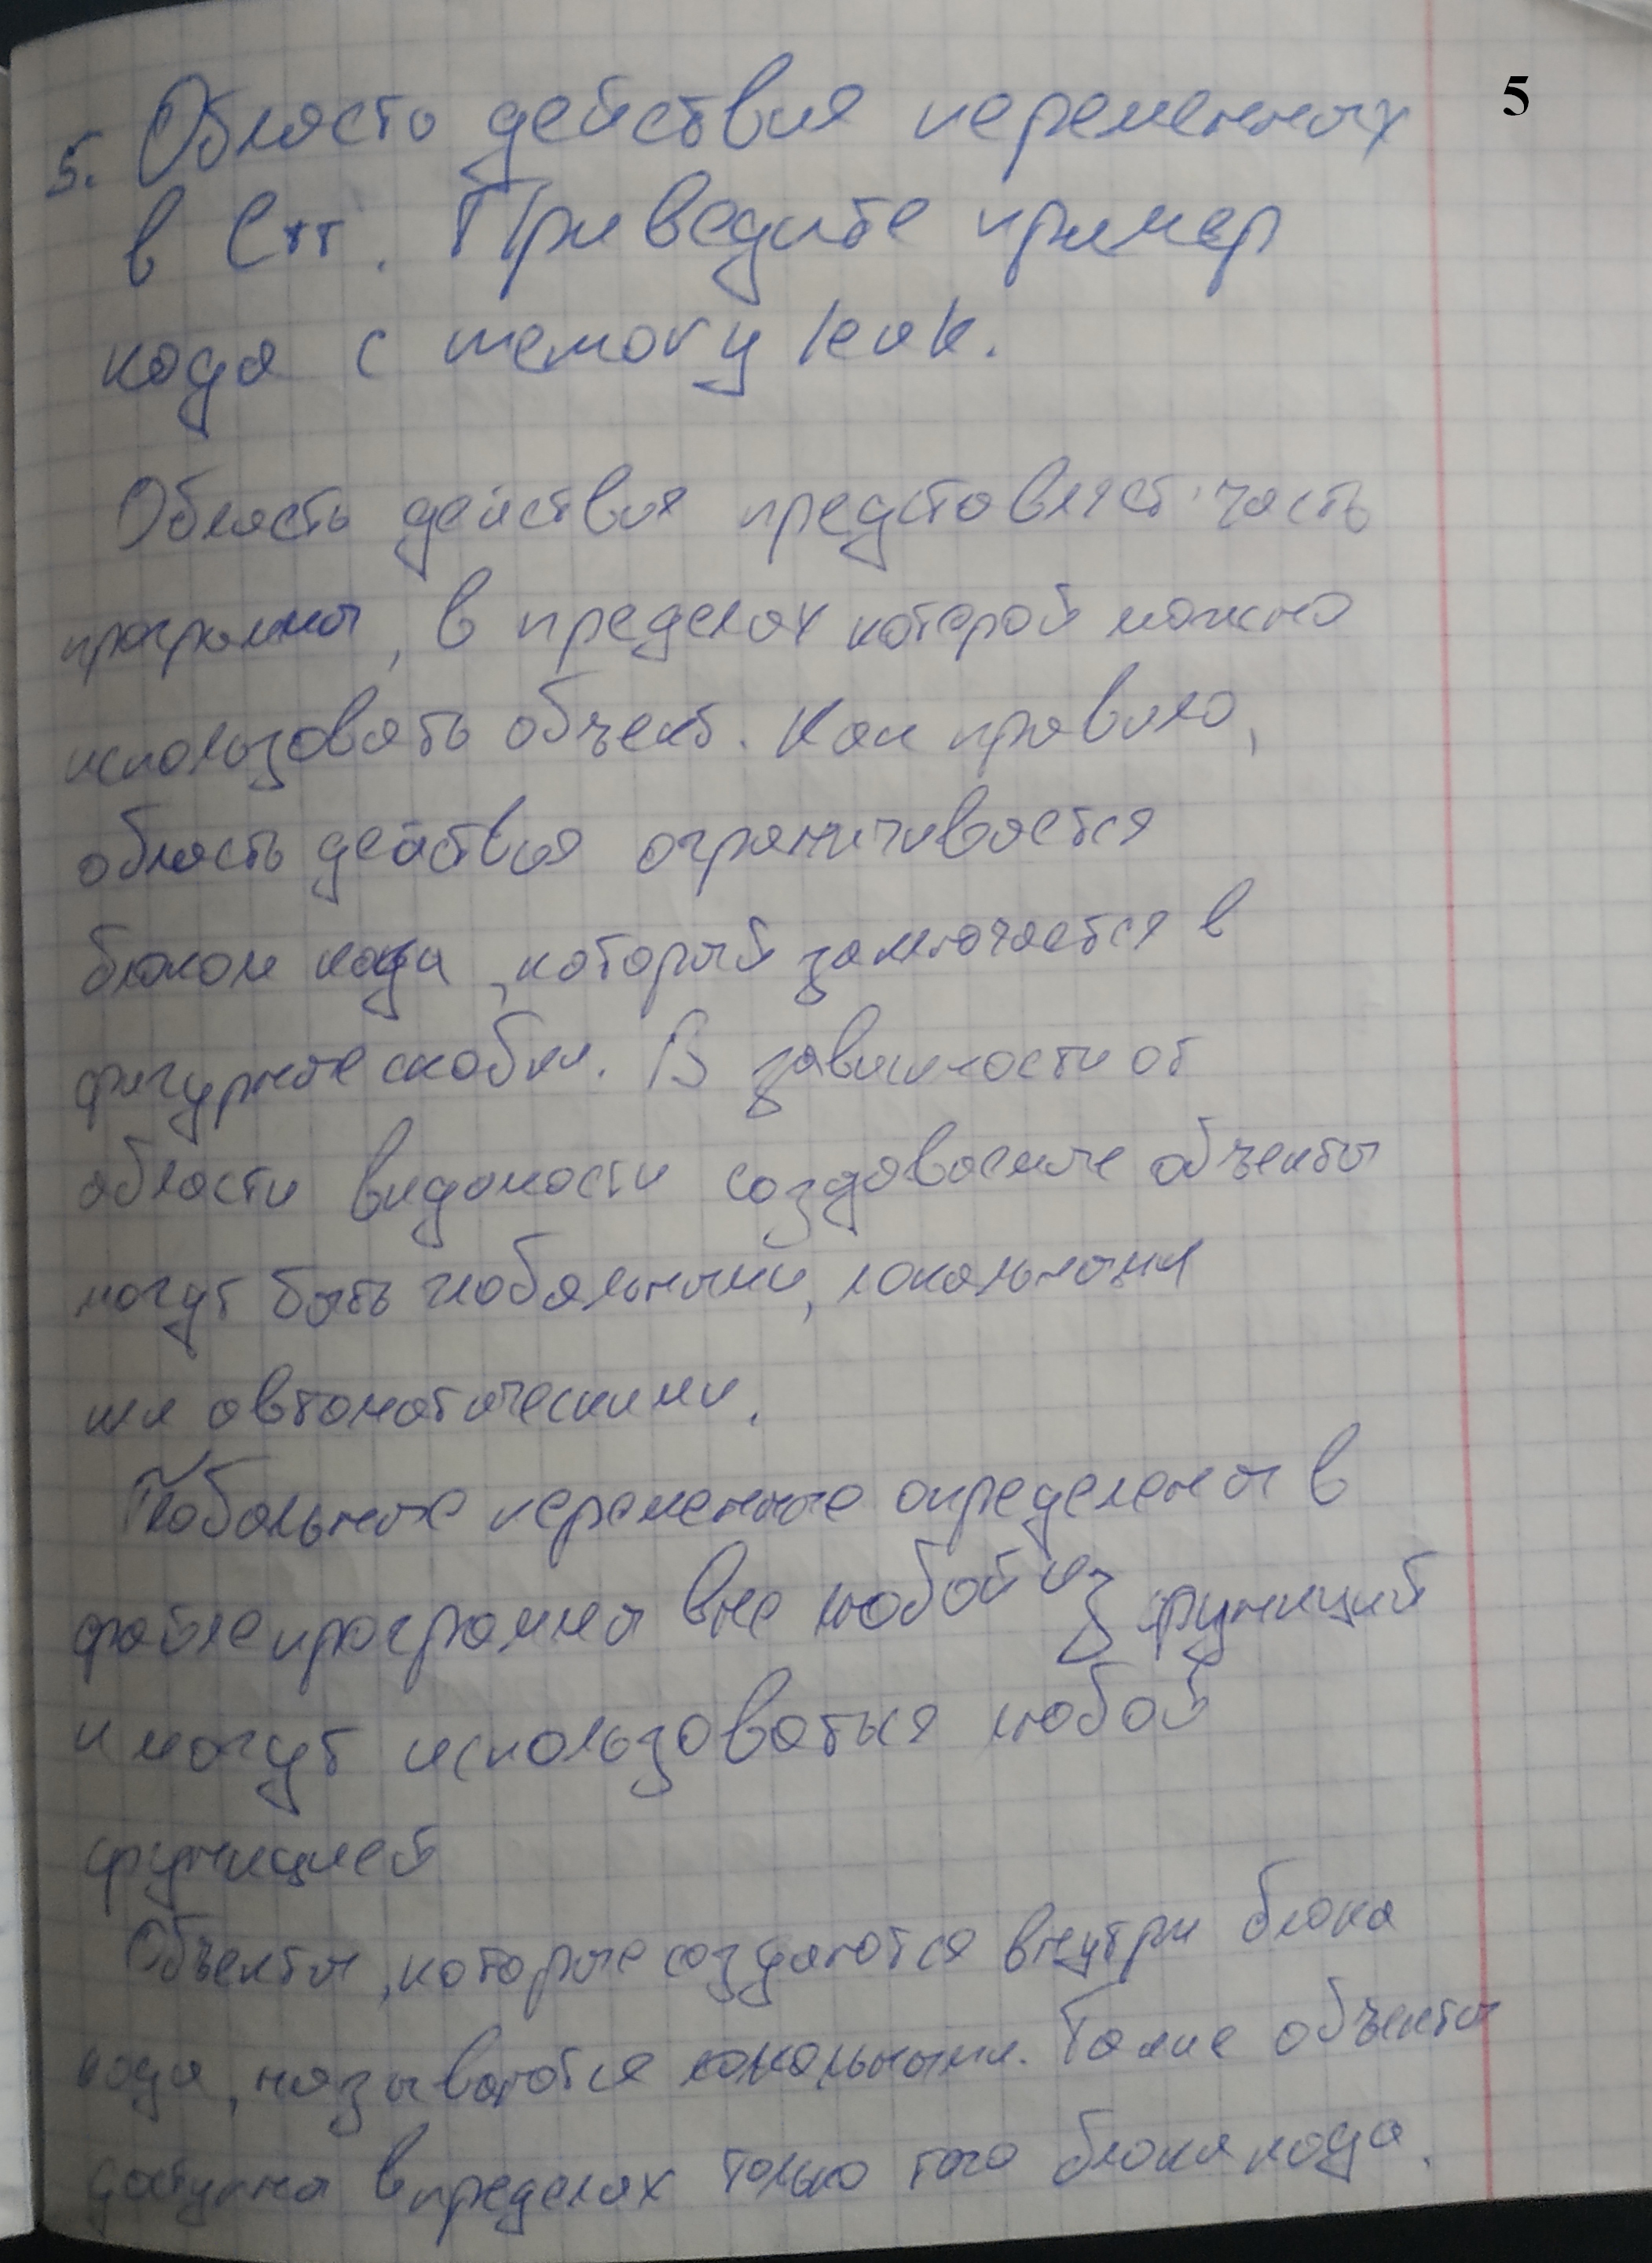 5
5. Область действия переменных
в C++. Приведите пример
кода с memory leak.
Область действия представляет часть
программы, в пределах которой можно
использовать объект. Как правило,
область действия ограничивается
блоком кода, который заключается в
фигурные скобки. В зависимости от
области видимости создаваемые объекты
могут быть глобальными, локальными
или автоматическими.
Глобальные переменные определены в
файле программы вне любой из функций
и могут использоваться любой
функцией
Объекты, которые создаются внутри блока
кода, называются локальными. Такие объекты
доступны в пределах только того блока кода.